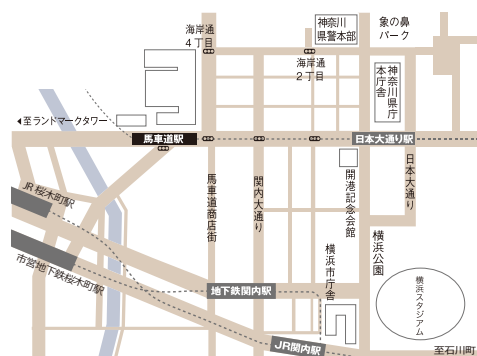 海岸通
4丁目
神奈川
県警本部
象の鼻
パーク
海岸通
2丁目
神奈川県庁
本庁舎
至ランドマークタワー
馬車道駅
日本大通り駅
馬車道商店街
関内大通り
開港記念会館
日本大通り
JR桜木町駅
市営地下鉄桜木町駅
横浜公園
横浜市庁舎
横浜スタジアム
地下鉄関内駅
JR関内駅
至石川町